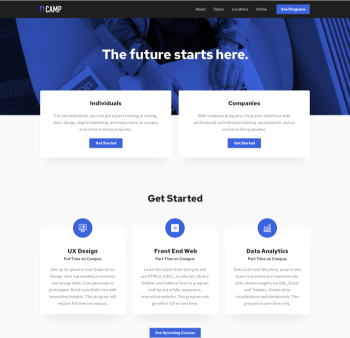 CAMP
About Topics Locations Online See Programs
The future starts here.
Individuals
For you individuals, you can get expert training in coding,
data, design, digital marketing, and many more on campus
and online training programs.
Get Started
Companies
With company programs, treat your workforce with
professional and intensive training, assessments, and an
exclusive hiring pipeline.
Get Started
Get Started
UX Design
Full Time on Campus
Get up to speed in User Experience
Design, with a grounding in research
and design skills, from personas to
prototypes. Build a portfolio rich with
innovative insights. This program will
require full time on campus.
Front End Web
Part Time on Campus
Learn the latest front end grids and
use HTML5, CSS3, JavaScript, jQuery,
GitHub and Sublime Text to program
and lay out a fully responsive,
interactive website. This program can
go either full or part time.
Data Analytics
Part Time on Campus
Data is all over the place, jump in and
learn to present and communicate
data-driven insights via SQL, Excel
and Tableau. Create data
visualizations and dashboards. This
program is part time only.
See Upcoming Courses